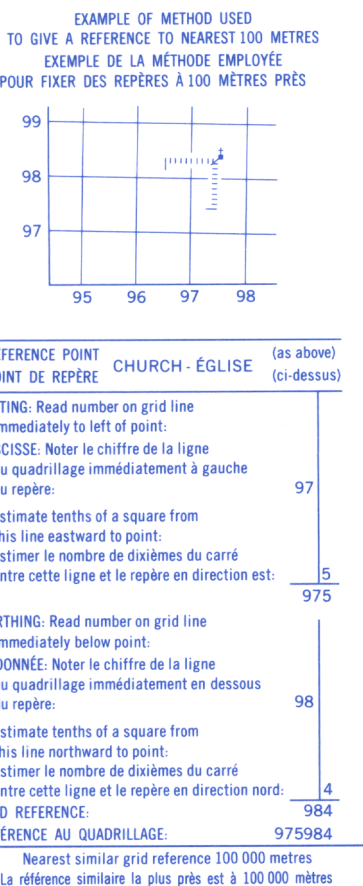 EXAMPLE OF METHOD USED
TO GIVE A REFERENCE TO NEAREST 100 METRES
EXEMPLE DE LA MÉTHODE EMPLOYÉE
POUR FIXER DES REPÈRES À 100 MÈTRES PRÈS
99
98
97
95 96 97 98
EFERENCE POINT CHURCH - ÉGLISE (as above)
OINT DE REPÈRE (ci-dessus)
TING: Read number on grid line
mmediately to left of point:
SCISSE: Noter le chiffre de la ligne
u quadrillage immédiatement à gauche
u repère: 97
stimate tenths of a square from
his line eastward to point:
stimer le nombre de dixièmes du carré
ntre cette ligne et le repère en direction est: 5
975
RTHING: Read number on grid line
mmediately below point:
DONNÉE: Noter le chiffre de la ligne
u quadrillage immédiatement en dessous
u repère: 98
stimate tenths of a square from
his line northward to point:
stimer le nombre de dixièmes du carré
ntre cette ligne et le repère en direction nord: 4
D REFERENCE: 984
ÉRENCE AU QUADRILLAGE: 975984
Nearest similar grid reference 100 000 metres
La référence similaire la plus près est à 100 000 mètres